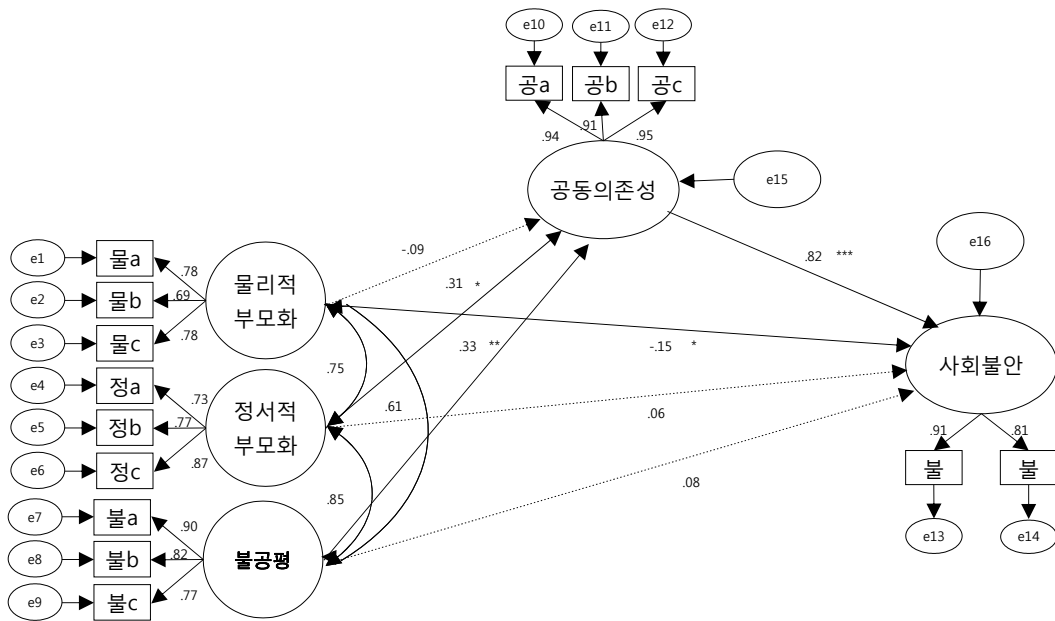 e10
e11
e12
공a
공b
공c
.94
.91
.95
공동의존성
e15
e16
e1
물a
.78
e2
물b
.69
e3
물c
.78
물리적
부모화
-.09
.31 *
.82 ***
.33 **
-.15 *
사회불안
.75
e4
정a
.73
e5
정b
.77
e6
정c
.87
정서적
부모화
.61
.06
.91
.81
불
불
.85
.08
e7
불a
.90
e8
불b
.82
e9
불c
.77
불공평
e13
e14